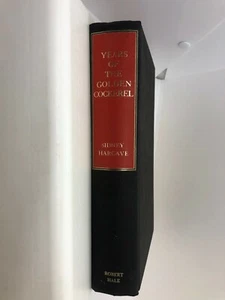 YEARS
OF
THE
GOLDEN
COCKEREL
SIDNEY
HARCAVE
ROBERT
HALE